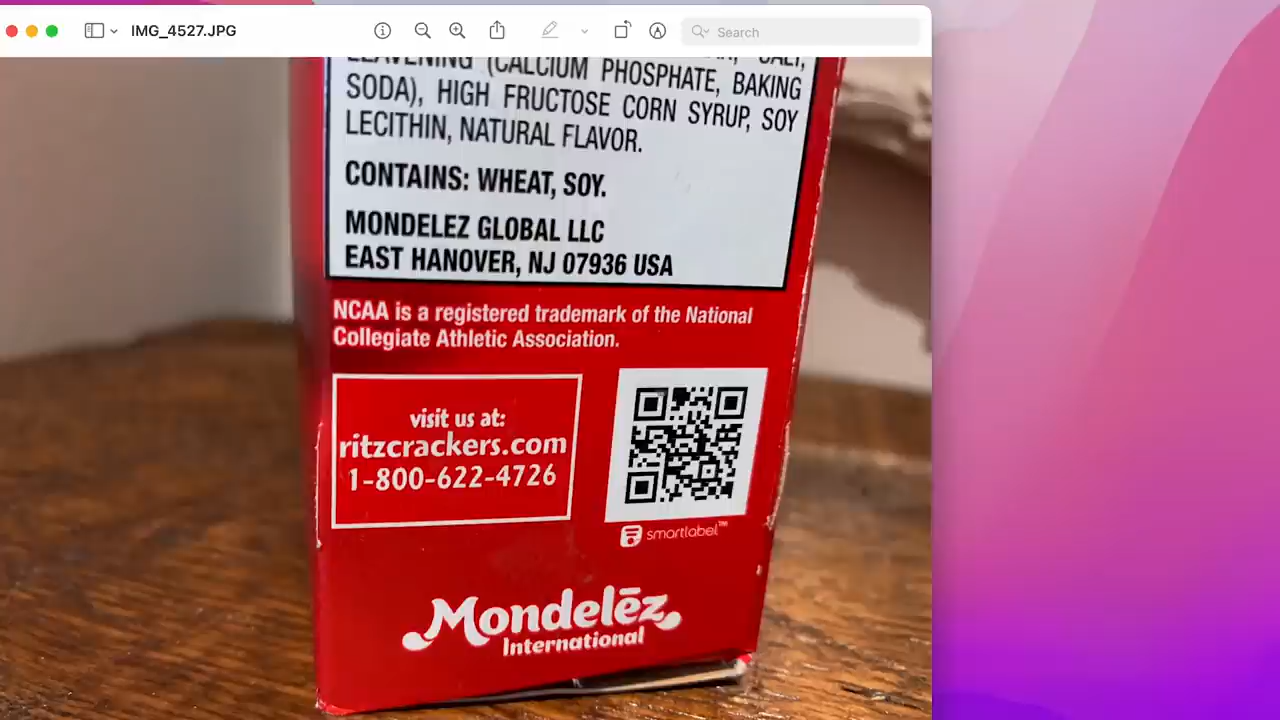 IMG_4527.JPG
Search
LEAVENING (CALCIUM PHOSPHATE, BAKING
SODA), HIGH FRUCTOSE CORN SYRUP, SOY
LECITHIN, NATURAL FLAVOR.
CONTAINS: WHEAT, SOY.
MONDELEZ GLOBAL LLC
EAST HANOVER, NJ 07936 USA
NCAA is a registered trademark of the National
Collegiate Athletic Association.
visit us at:
ritzcrackers.com
1-800-622-4726
smartlabel™
Mondelēz
International